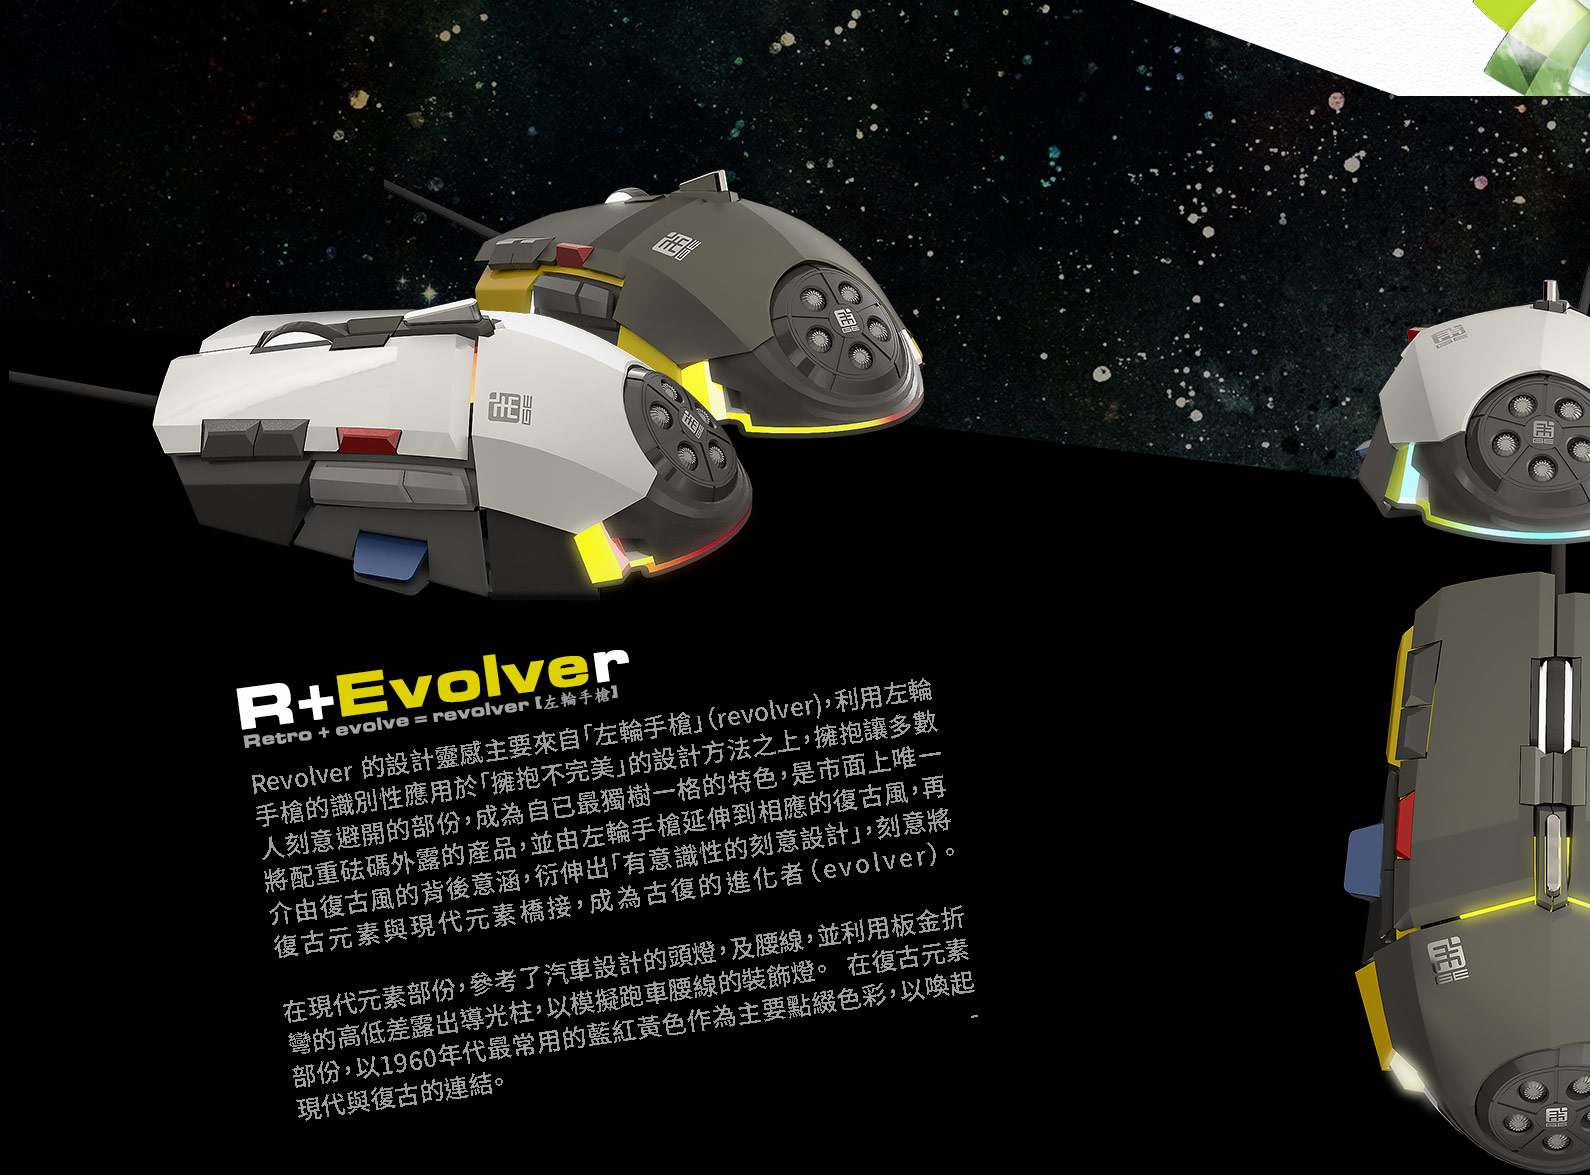 R+Evolver
Retro + evolve = revolver【左輪手槍】
Revolver 的設計靈感主要來自「左輪手槍」(revolver),利用左輪
手槍的識別性應用於「擁抱不完美」的設計方法之上,擁抱讓多數
人刻意避開的部份,成為自已最獨樹一格的特色,是市面上唯一
將配重砝碼外露的產品,並由左輪手槍延伸到相應的復古風,再
介由復古風的背後意涵,衍伸出「有意識性的刻意設計」,刻意將
復古元素與現代元素橋接,成為古復的進化者(evolver)。
在現代元素部份,參考了汽車設計的頭燈,及腰線,並利用板金折
彎的高低差露出導光柱,以模擬跑車腰線的裝飾燈。 在復古元素
部份,以1960年代最常用的藍紅黃色作為主要點綴色彩,以喚起
現代與復古的連結。